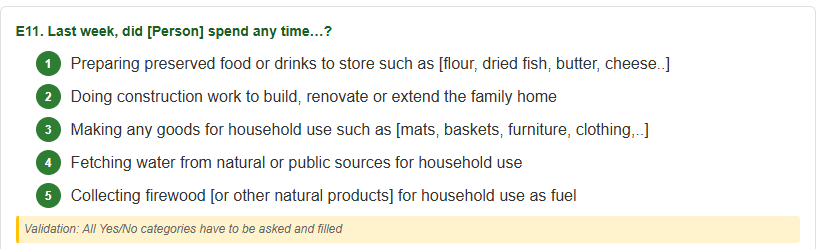 E11. Last week, did [Person] spend any time…?
1 Preparing preserved food or drinks to store such as [flour, dried fish, butter, cheese..]
2 Doing construction work to build, renovate or extend the family home
3 Making any goods for household use such as [mats, baskets, furniture, clothing,..]
4 Fetching water from natural or public sources for household use
5 Collecting firewood [or other natural products] for household use as fuel
Validation: All Yes/No categories have to be asked and filled